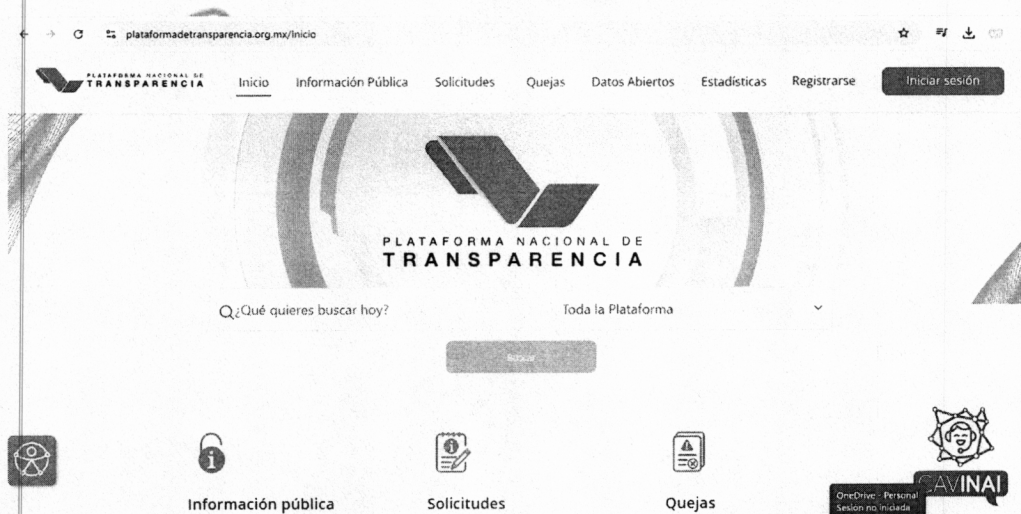 plataformadetransparencia.org.mx/Inicio
PLATAFORMA NACIONAL DE
TRANSPARENCIA
Inicio Información Pública Solicitudes Quejas Datos Abiertos Estadísticas Registrarse Iniciar sesión
PLATAFORMA NACIONAL DE
TRANSPARENCIA
¿Qué quieres buscar hoy? Toda la Plataforma
Buscar
Información pública Solicitudes Quejas
CAVINAI
OneDrive - Personal
Sesión no iniciada